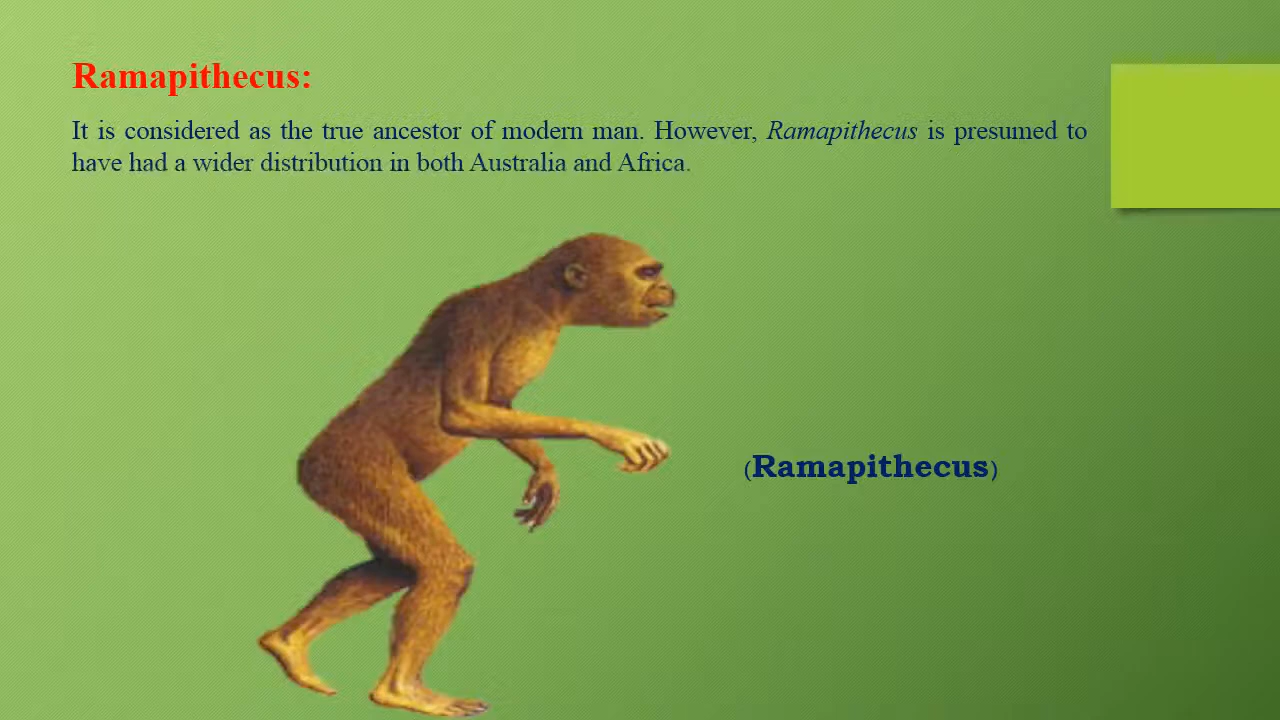 Ramapithecus:
It is considered as the true ancestor of modern man. However, Ramapithecus is presumed to
have had a wider distribution in both Australia and Africa.
(Ramapithecus)